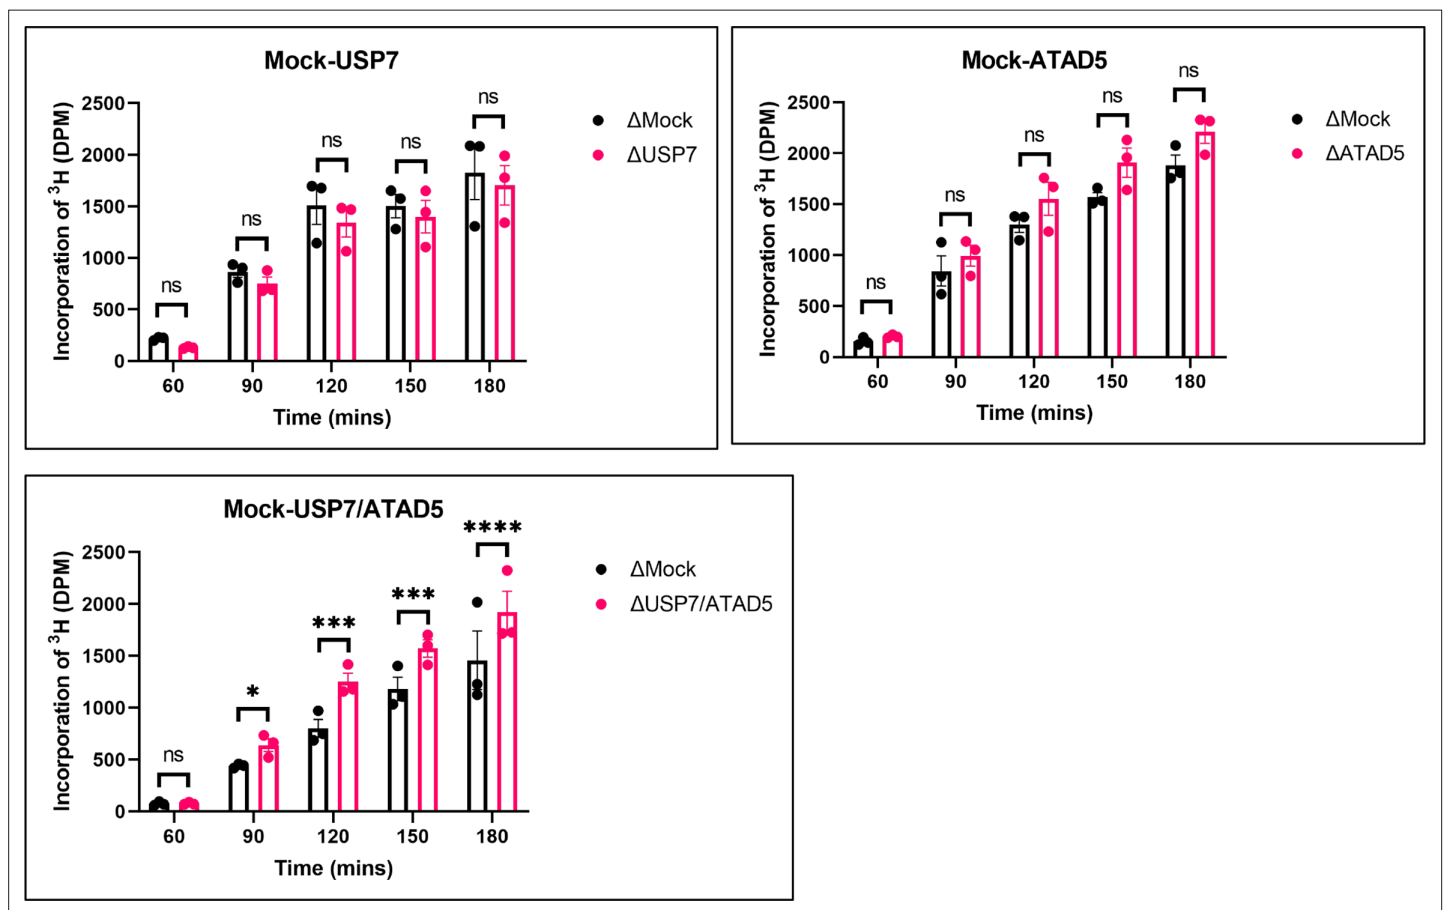 Mock-USP7
Incorporation of ³H (DPM)
2500
2000
1500
1000
500
0
ns
ns
ns
ns
ns
60 90 120 150 180
Time (mins)
ΔMock
ΔUSP7
Mock-ATAD5
Incorporation of ³H (DPM)
2500
2000
1500
1000
500
0
ns
ns
ns
ns
ns
60 90 120 150 180
Time (mins)
ΔMock
ΔATAD5
Mock-USP7/ATAD5
Incorporation of ³H (DPM)
2500
2000
1500
1000
500
0
ns
*
***
***
****
60 90 120 150 180
Time (mins)
ΔMock
ΔUSP7/ATAD5